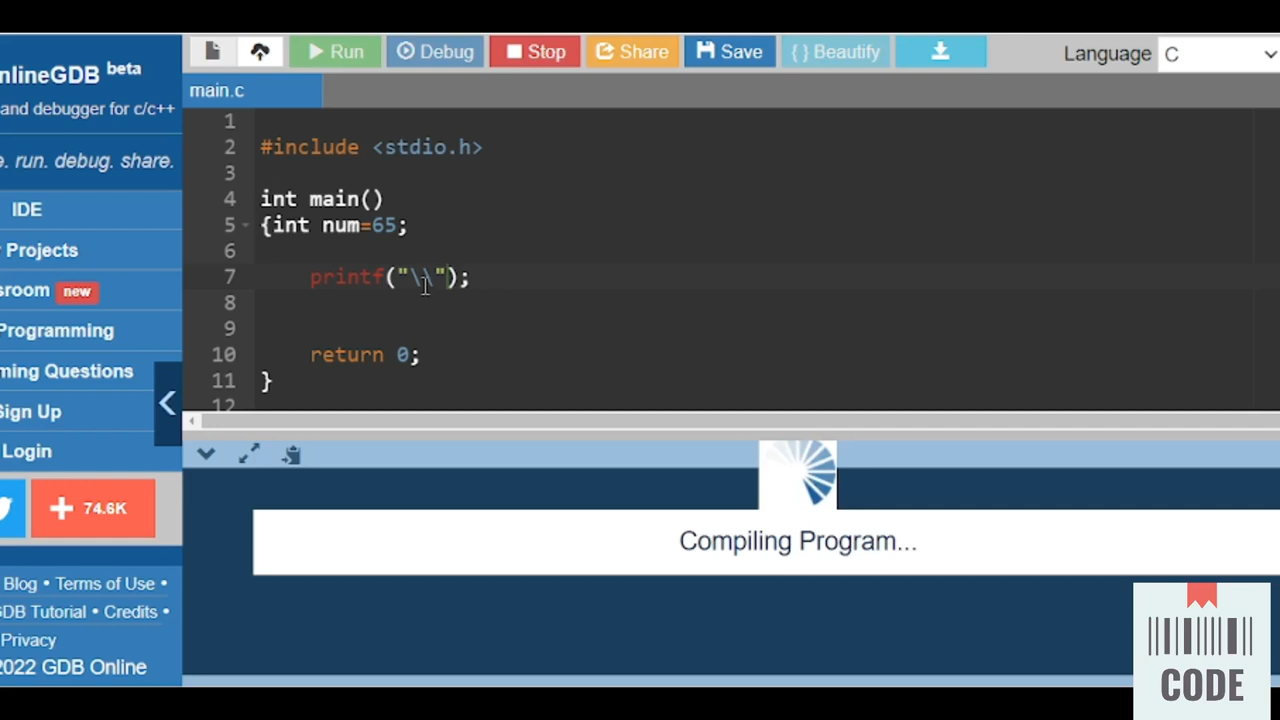 nlineGDB beta
and debugger for c/c++
e. run. debug. share.
IDE
Projects
sroom new
Programming
ming Questions
Sign Up
Login
+ 74.6K
Blog • Terms of Use •
GDB Tutorial • Credits •
Privacy
2022 GDB Online
Run Debug Stop Share Save { } Beautify Language C
main.c
1
2 #include <stdio.h>
3
4 int main()
5 {int num=65;
6
7 printf("\\");
8
9
10 return 0;
11 }
12
Compiling Program...
CODE